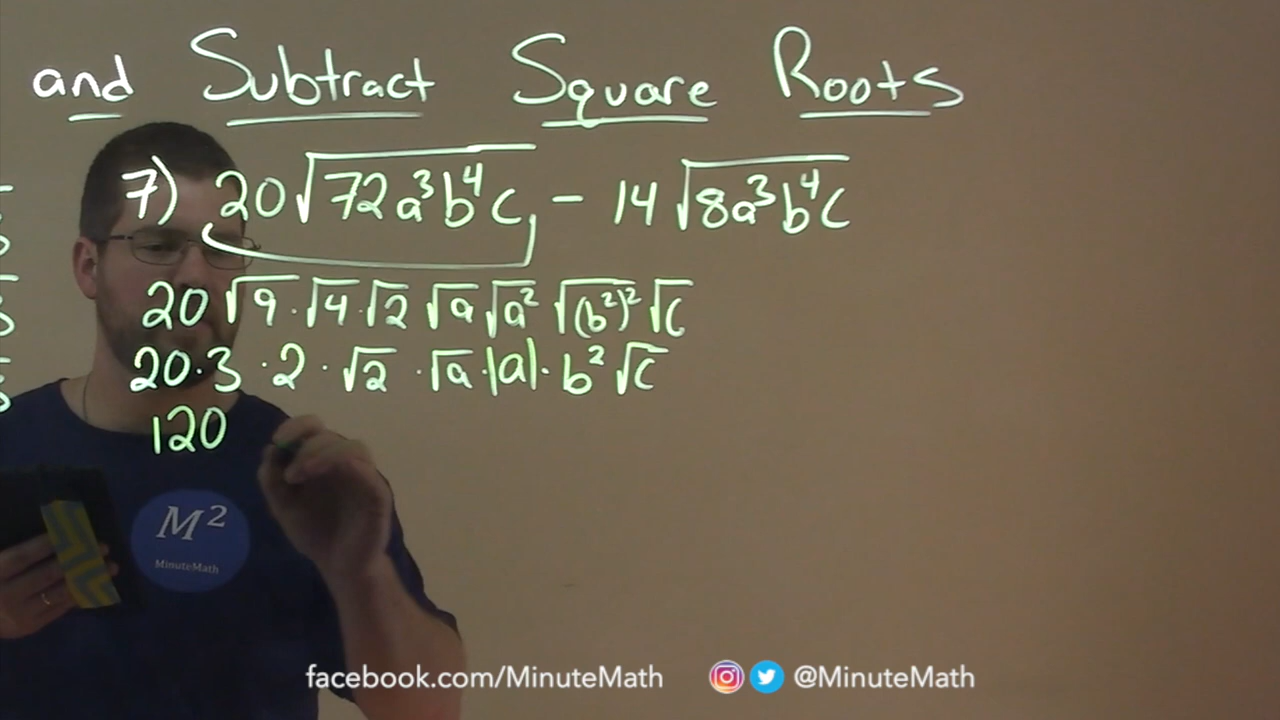 and Subtract Square Roots
7) 20√72a³b⁴c - 14√8a³b⁴c
20√9·√4·√2 √a √a² √(b²)² √c
20·3·2·√2·√a·|a|·b²√c
120
M²
MinuteMath
facebook.com/MinuteMath @MinuteMath